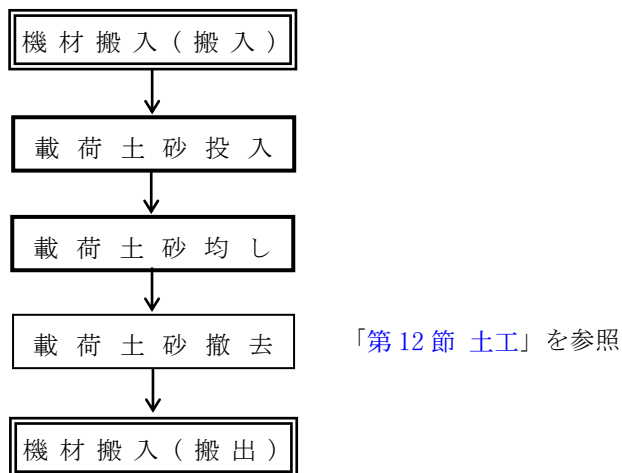 機材搬入(搬入)
載荷土砂投入
載荷土砂均し
載荷土砂撤去 「第12節 土工」を参照
機材搬入(搬出)